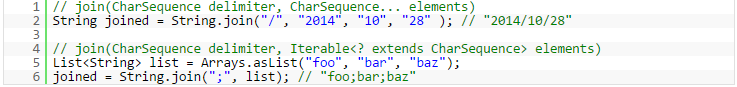 1 // join(CharSequence delimiter, CharSequence... elements)
2 String joined = String.join("/", "2014", "10", "28" ); // "2014/10/28"
3
4 // join(CharSequence delimiter, Iterable<? extends CharSequence> elements)
5 List<String> list = Arrays.asList("foo", "bar", "baz");
6 joined = String.join(";", list); // "foo;bar;baz"